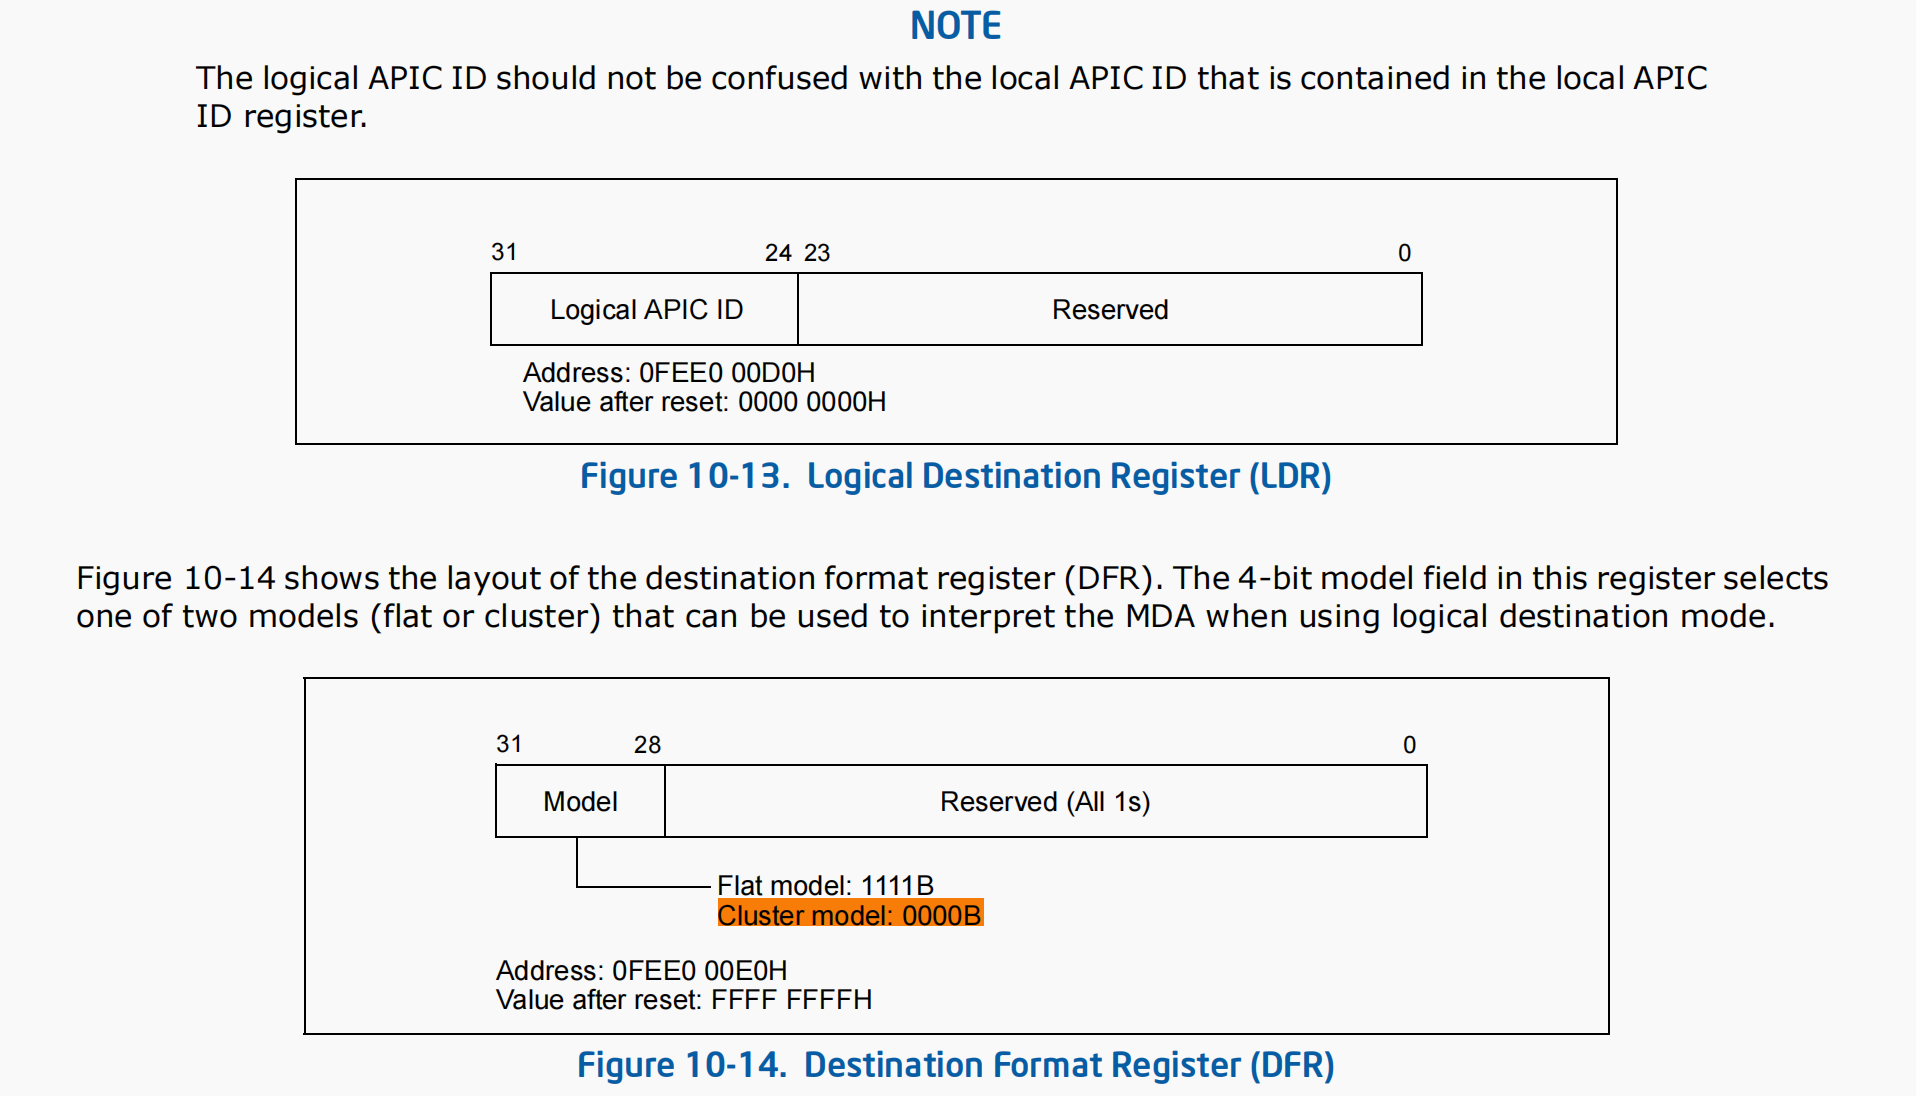 NOTE
The logical APIC ID should not be confused with the local APIC ID that is contained in the local APIC
ID register.
31 24 23 0
Logical APIC ID Reserved
Address: 0FEE0 00D0H
Value after reset: 0000 0000H
Figure 10-13. Logical Destination Register (LDR)
Figure 10-14 shows the layout of the destination format register (DFR). The 4-bit model field in this register selects
one of two models (flat or cluster) that can be used to interpret the MDA when using logical destination mode.
31 28 0
Model Reserved (All 1s)
Flat model: 1111B
Cluster model: 0000B
Address: 0FEE0 00E0H
Value after reset: FFFF FFFFH
Figure 10-14. Destination Format Register (DFR)